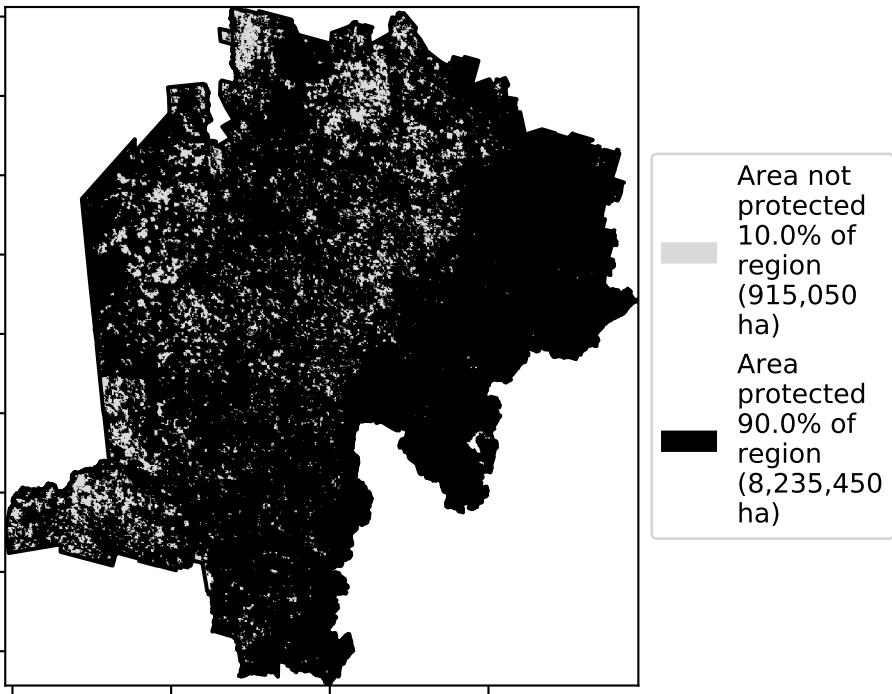 Area not
protected
10.0% of
region
(915,050
ha)
Area
protected
90.0% of
region
(8,235,450
ha)